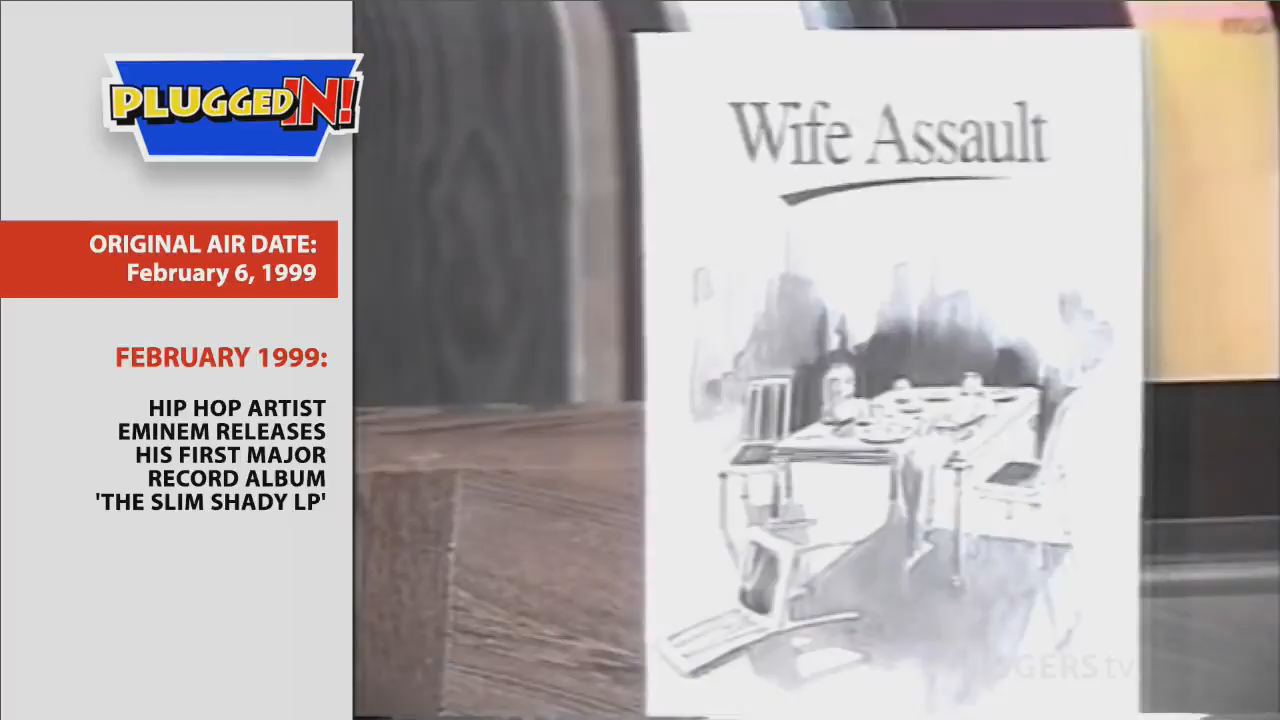 PLUGGED IN!
ORIGINAL AIR DATE:
February 6, 1999
FEBRUARY 1999:
HIP HOP ARTIST
EMINEM RELEASES
HIS FIRST MAJOR
RECORD ALBUM
'THE SLIM SHADY LP'
Wife Assault